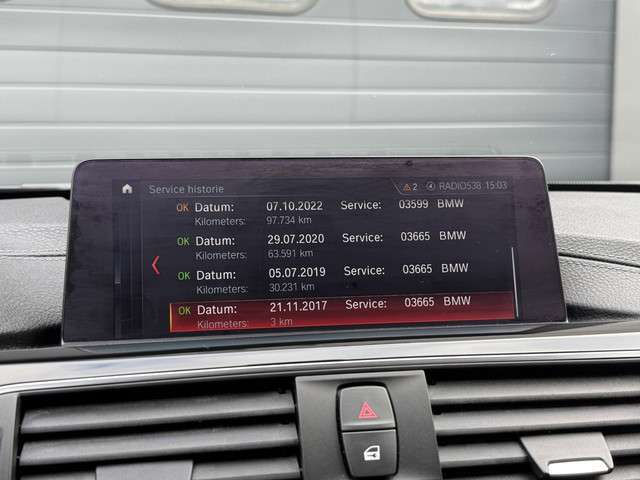 Service historie 2 RADIO538 15:03
OK Datum: 07.10.2022 Service: 03599 BMW
Kilometers: 97.734 km
OK Datum: 29.07.2020 Service: 03665 BMW
Kilometers: 63.591 km
OK Datum: 05.07.2019 Service: 03665 BMW
Kilometers: 30.231 km
OK Datum: 21.11.2017 Service: 03665 BMW
Kilometers: 3 km